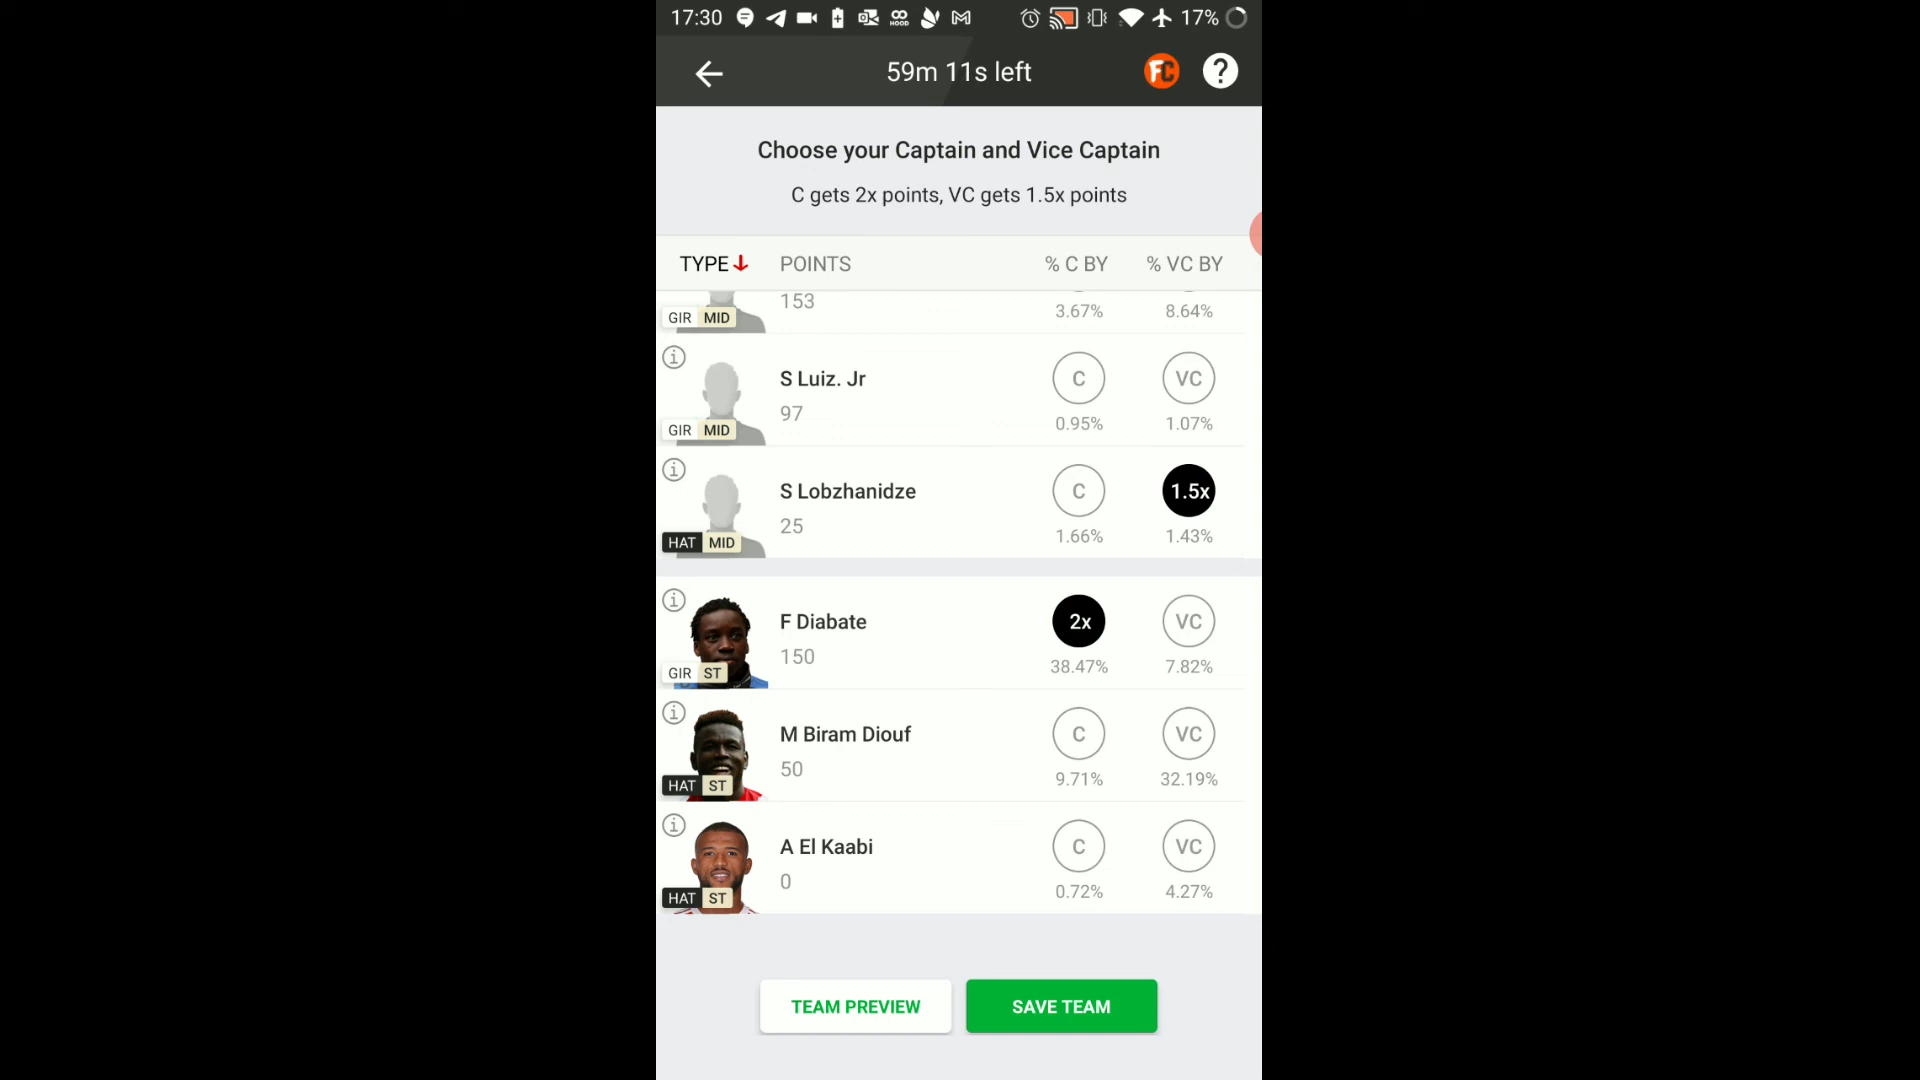 17:30 17%
59m 11s left FC ?
Choose your Captain and Vice Captain
C gets 2x points, VC gets 1.5x points
TYPE POINTS % C BY % VC BY
GIR MID 153 3.67% 8.64%
S Luiz. Jr C VC
97
GIR MID 0.95% 1.07%
S Lobzhanidze C 1.5x
25
HAT MID 1.66% 1.43%
F Diabate 2x VC
150
GIR ST 38.47% 7.82%
M Biram Diouf C VC
50
HAT ST 9.71% 32.19%
A El Kaabi C VC
0
HAT ST 0.72% 4.27%
TEAM PREVIEW SAVE TEAM